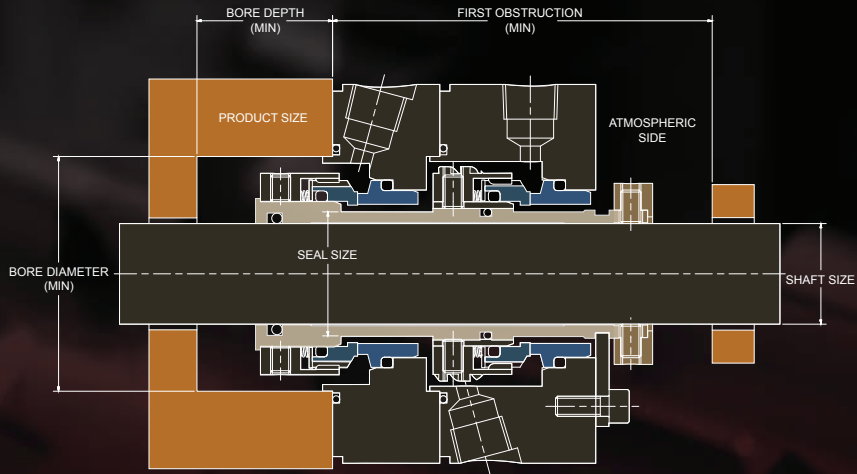 BORE DEPTH
(MIN)
FIRST OBSTRUCTION
(MIN)
PRODUCT SIZE
ATMOSPHERIC
SIDE
SEAL SIZE
BORE DIAMETER
(MIN)
SHAFT SIZE